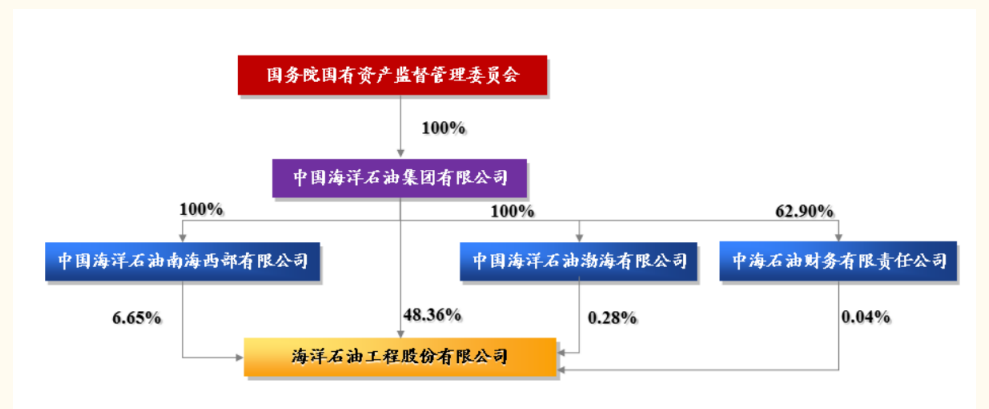 国务院国有资产监督管理委员会
100%
中国海洋石油集团有限公司
100%
100%
62.90%
中国海洋石油南海西部有限公司
中国海洋石油渤海有限公司
中海石油财务有限责任公司
6.65%
48.36%
0.28%
0.04%
海洋石油工程股份有限公司